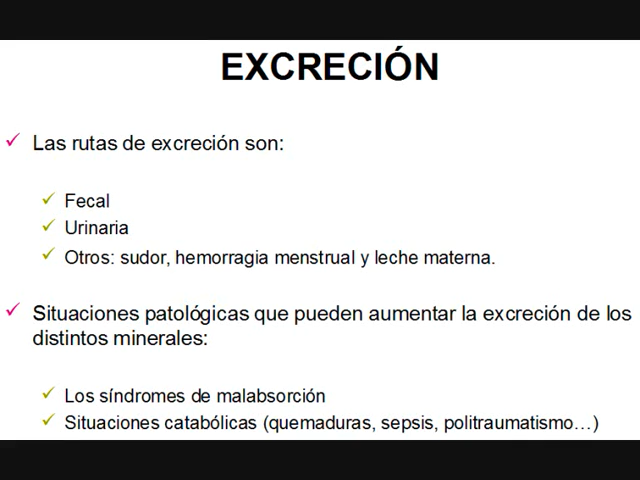 EXCRECIÓN
Las rutas de excreción son:
Fecal
Urinaria
Otros: sudor, hemorragia menstrual y leche materna.
Situaciones patológicas que pueden aumentar la excreción de los
distintos minerales:
Los síndromes de malabsorción
Situaciones catabólicas (quemaduras, sepsis, politraumatismo…)